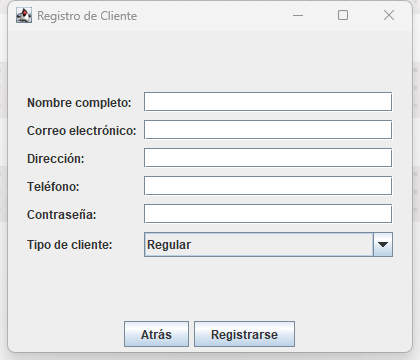 Registro de Cliente
Nombre completo:
Correo electrónico:
Dirección:
Teléfono:
Contraseña:
Tipo de cliente: Regular
Atrás Registrarse